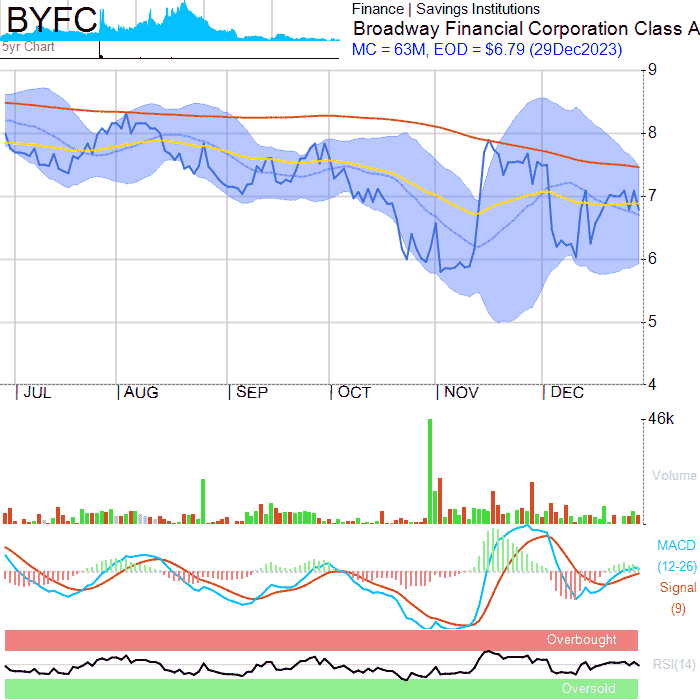 BYFC
5yr Chart
Finance | Savings Institutions
Broadway Financial Corporation Class A
MC = 63M, EOD = $6.79 (29Dec2023)
9
8
7
6
5
4
JUL AUG SEP OCT NOV DEC
46k
Volume
MACD
(12-26)
Signal
(9)
Overbought
RSI(14)
Oversold